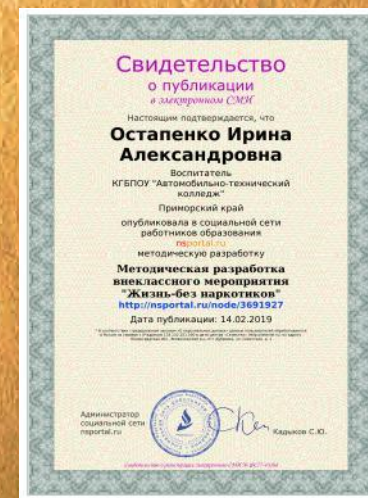 Свидетельство
о публикации
в электронном СМИ
Настоящим подтверждается, что
Остапенко Ирина
Александровна
Воспитатель
КГБПОУ "Автомобильно-технический
колледж"
Приморский край
опубликовала в социальной сети
работников образования
nsportal.ru
методическую разработку
Методическая разработка
внеклассного мероприятия
"Жизнь-без наркотиков"
http://nsportal.ru/node/3691927
Дата публикации: 14.02.2019
Администратор
социальной сети
nsportal.ru
Кадыков С.Ю.